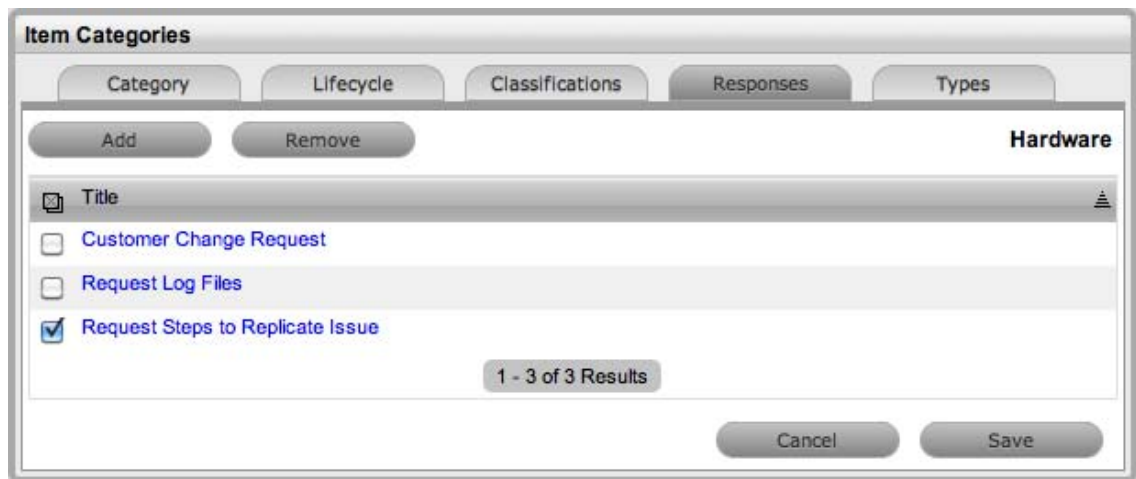 Item Categories
Category Lifecycle Classifications Responses Types
Add Remove Hardware
Title
Customer Change Request
Request Log Files
Request Steps to Replicate Issue
1 - 3 of 3 Results
Cancel Save